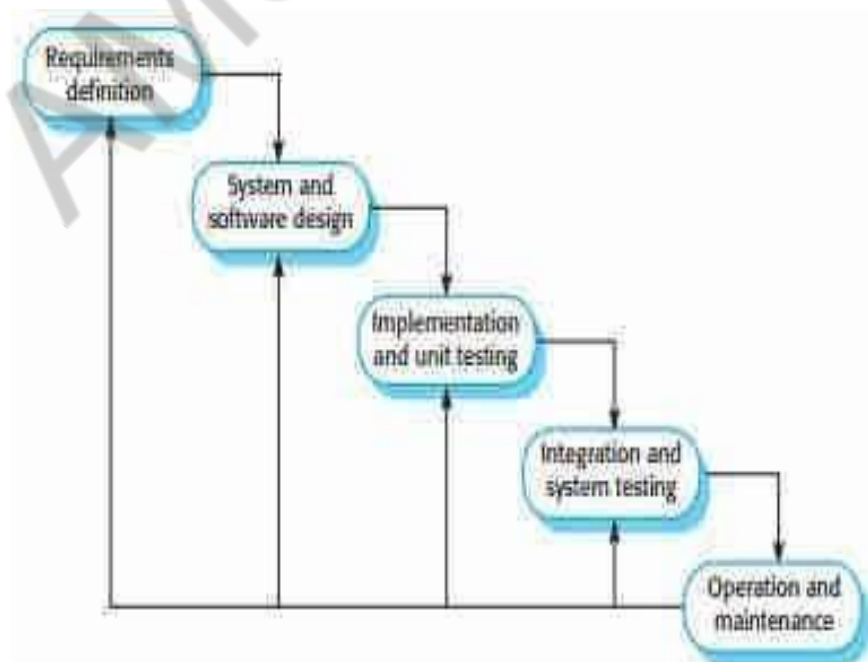 Requirements
definition
System and
software design
Implementation
and unit testing
Integration and
system testing
Operation and
maintenance